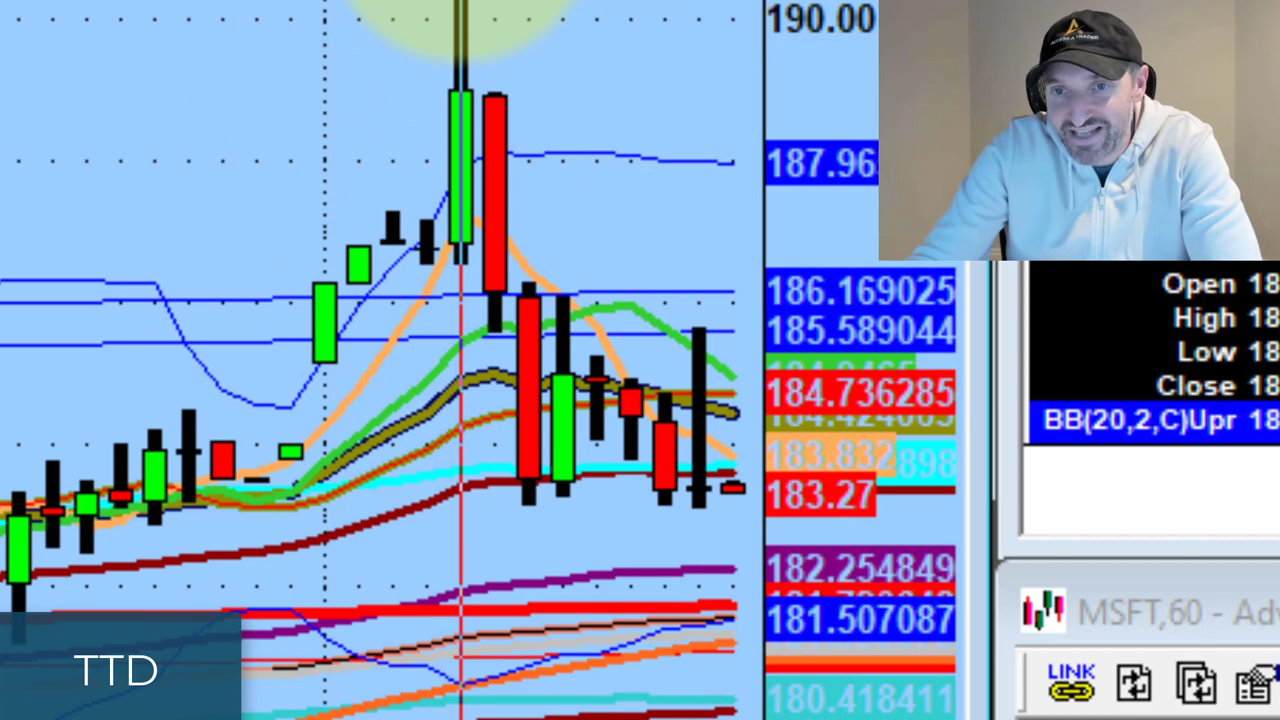 190.00
187.96
186.169025
185.589044
184.736285
183.832
898
183.27
182.254849
181.507087
180.418411
Open 18
High 18
Low 18
Close 18
BB(20,2,C)Upr 18
MSFT,60 - Ad
LINK
TTD